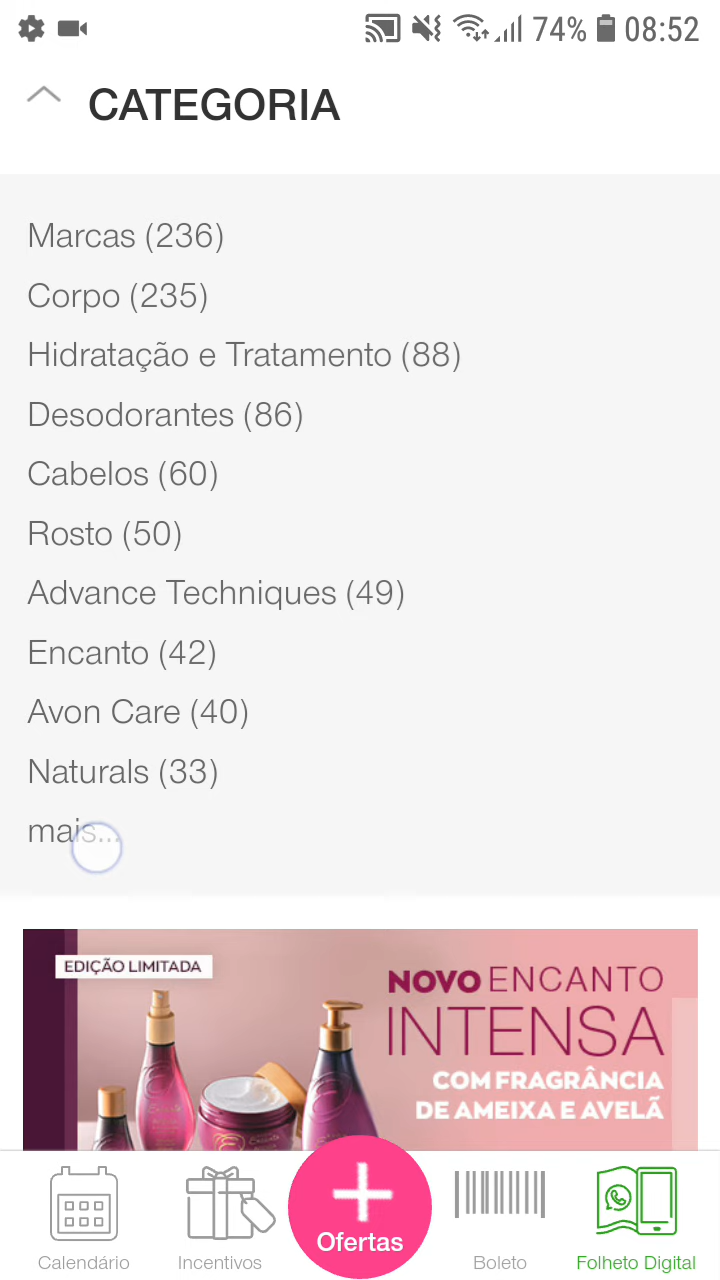 74% 08:52
CATEGORIA
Marcas (236)
Corpo (235)
Hidratação e Tratamento (88)
Desodorantes (86)
Cabelos (60)
Rosto (50)
Advance Techniques (49)
Encanto (42)
Avon Care (40)
Naturals (33)
mais...
EDIÇÃO LIMITADA
NOVO ENCANTO
INTENSA
COM FRAGRÂNCIA
DE AMEIXA E AVELÃ
Calendário
Incentivos
Ofertas
Boleto
Folheto Digital